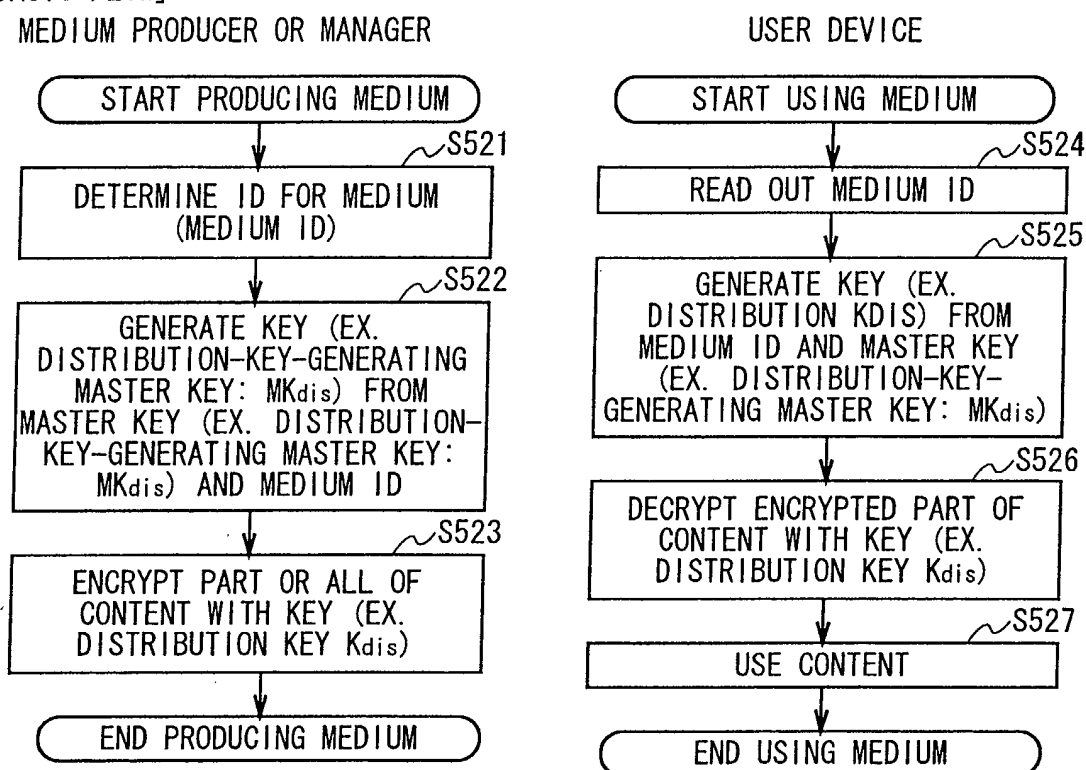 MEDIUM PRODUCER OR MANAGER
START PRODUCING MEDIUM
S521
DETERMINE ID FOR MEDIUM
(MEDIUM ID)
S522
GENERATE KEY (EX.
DISTRIBUTION-KEY-GENERATING
MASTER KEY: MKdis) FROM
MASTER KEY (EX. DISTRIBUTION-
KEY-GENERATING MASTER KEY:
MKdis) AND MEDIUM ID
S523
ENCRYPT PART OR ALL OF
CONTENT WITH KEY (EX.
DISTRIBUTION KEY Kdis)
END PRODUCING MEDIUM
USER DEVICE
START USING MEDIUM
S524
READ OUT MEDIUM ID
S525
GENERATE KEY (EX.
DISTRIBUTION KDIS) FROM
MEDIUM ID AND MASTER KEY
(EX. DISTRIBUTION-KEY-
GENERATING MASTER KEY: MKdis)
S526
DECRYPT ENCRYPTED PART OF
CONTENT WITH KEY (EX.
DISTRIBUTION KEY Kdis)
S527
USE CONTENT
END USING MEDIUM